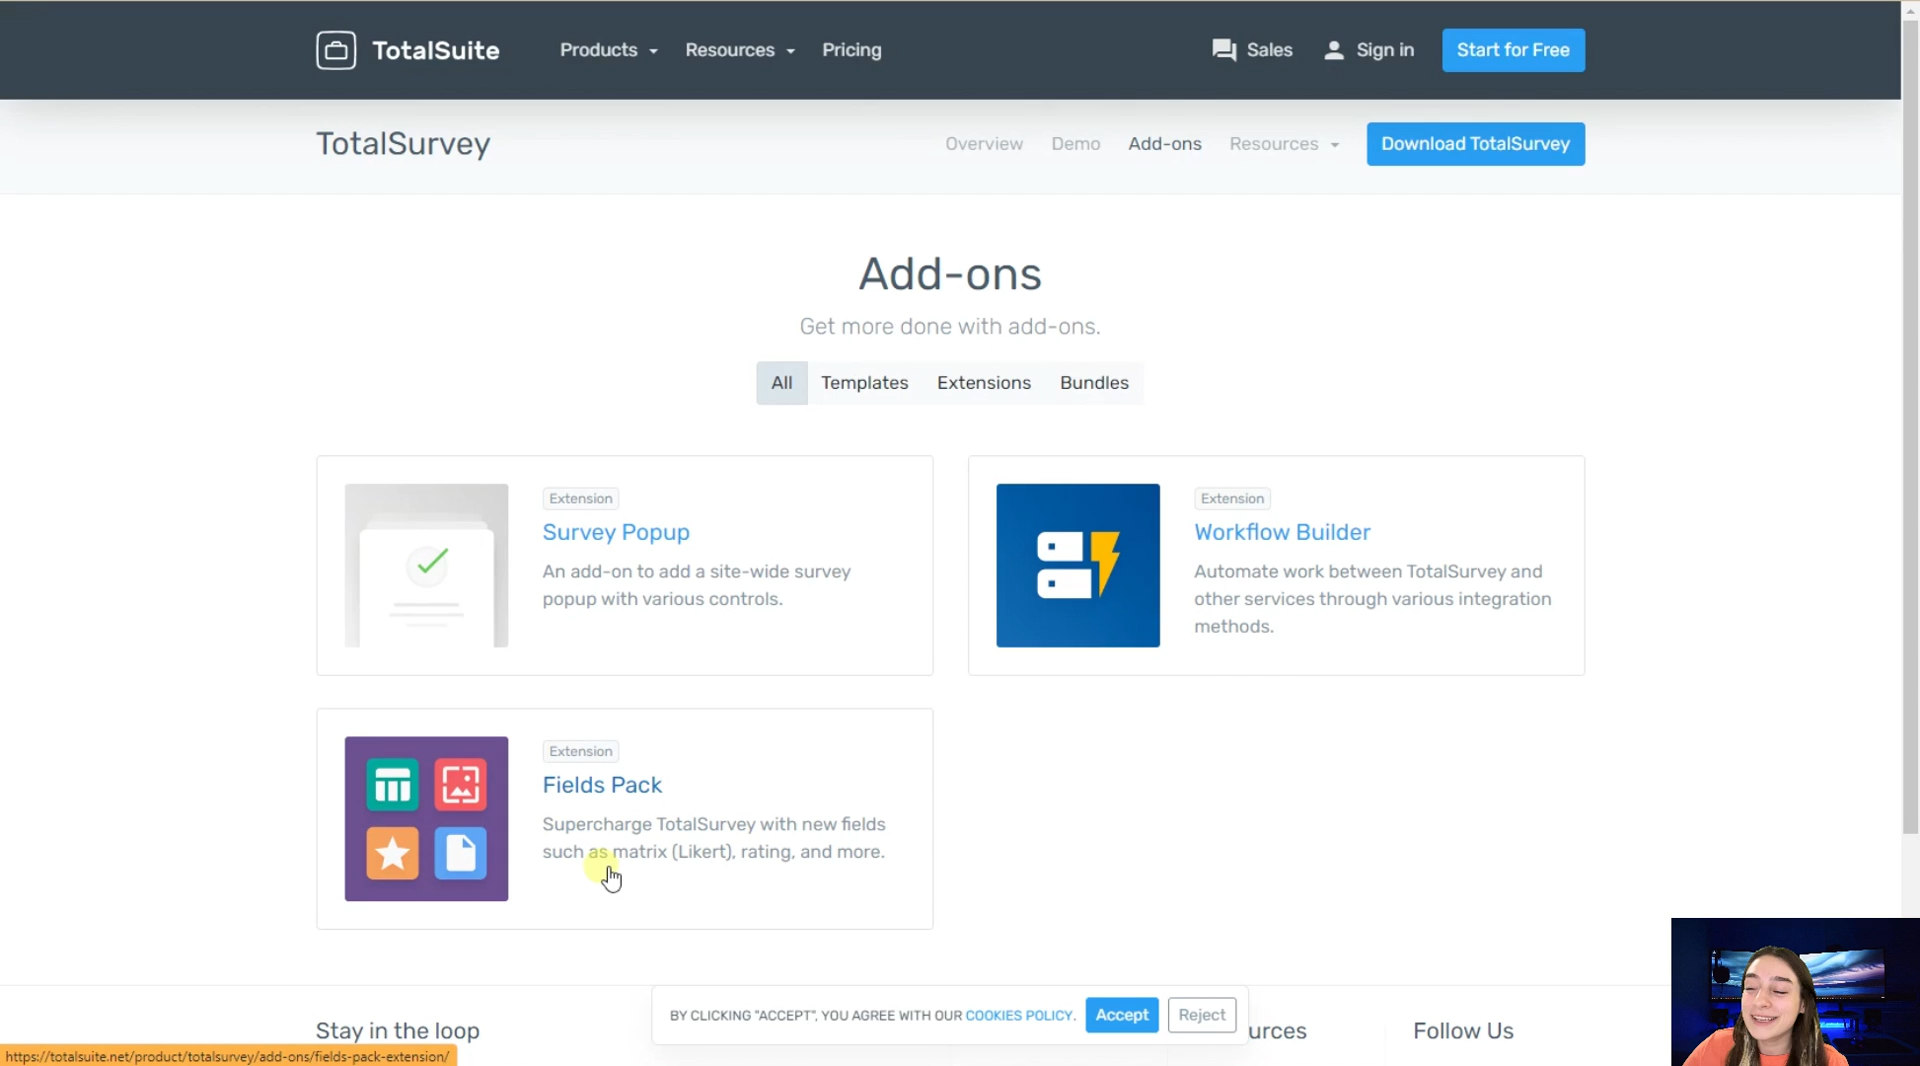 TotalSuite
Products
Resources
Pricing
Sales
Sign in
Start for Free
TotalSurvey
Overview
Demo
Add-ons
Resources
Download TotalSurvey
Add-ons
Get more done with add-ons.
All
Templates
Extensions
Bundles
Extension
Survey Popup
An add-on to add a site-wide survey
popup with various controls.
Extension
Workflow Builder
Automate work between TotalSurvey and
other services through various integration
methods.
Extension
Fields Pack
Supercharge TotalSurvey with new fields
such as matrix (Likert), rating, and more.
BY CLICKING "ACCEPT", YOU AGREE WITH OUR COOKIES POLICY.
Accept
Reject
Stay in the loop
urces
Follow Us
https://totalsuite.net/product/totalsurvey/add-ons/fields-pack-extension/